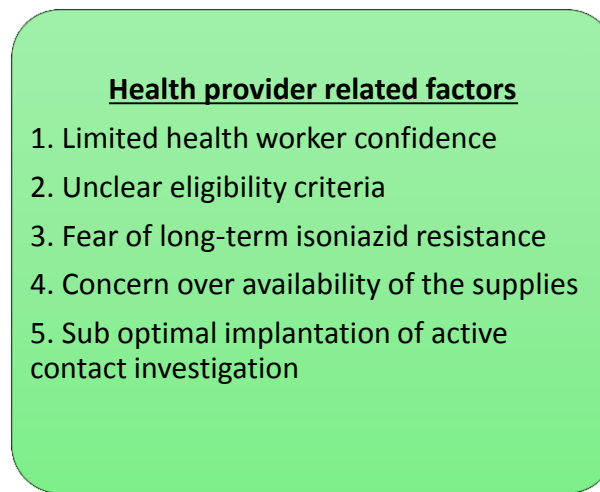 Health provider related factors
1. Limited health worker confidence
2. Unclear eligibility criteria
3. Fear of long-term isoniazid resistance
4. Concern over availability of the supplies
5. Sub optimal implantation of active
contact investigation